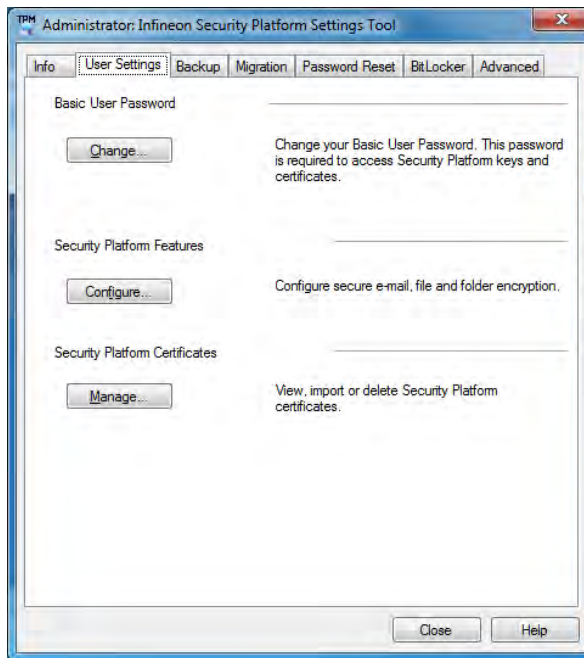 TPM
Administrator: Infineon Security Platform Settings Tool
Info User Settings Backup Migration Password Reset BitLocker Advanced
Basic User Password
Change...
Change your Basic User Password. This password
is required to access Security Platform keys and
certificates.
Security Platform Features
Configure...
Configure secure e-mail, file and folder encryption.
Security Platform Certificates
Manage...
View, import or delete Security Platform
certificates.
Close Help